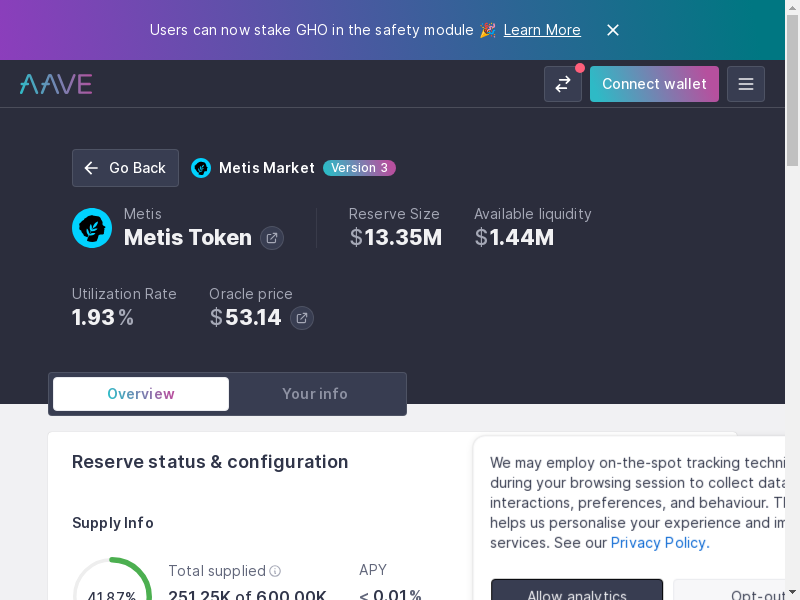 Users can now stake GHO in the safety module 🎉 Learn More
AAVE
Connect wallet
Go Back
Metis Market
Version 3
Metis
Metis Token
Reserve Size
$13.35M
Available liquidity
$1.44M
Utilization Rate
1.93%
Oracle price
$53.14
Overview
Your info
Reserve status & configuration
Supply Info
41.87%
Total supplied
251.25K of 600.00K
APY
< 0.01%
We may employ on-the-spot tracking techni
during your browsing session to collect data
interactions, preferences, and behaviour. Th
helps us personalise your experience and im
services. See our Privacy Policy.
Allow analytics
Opt-out